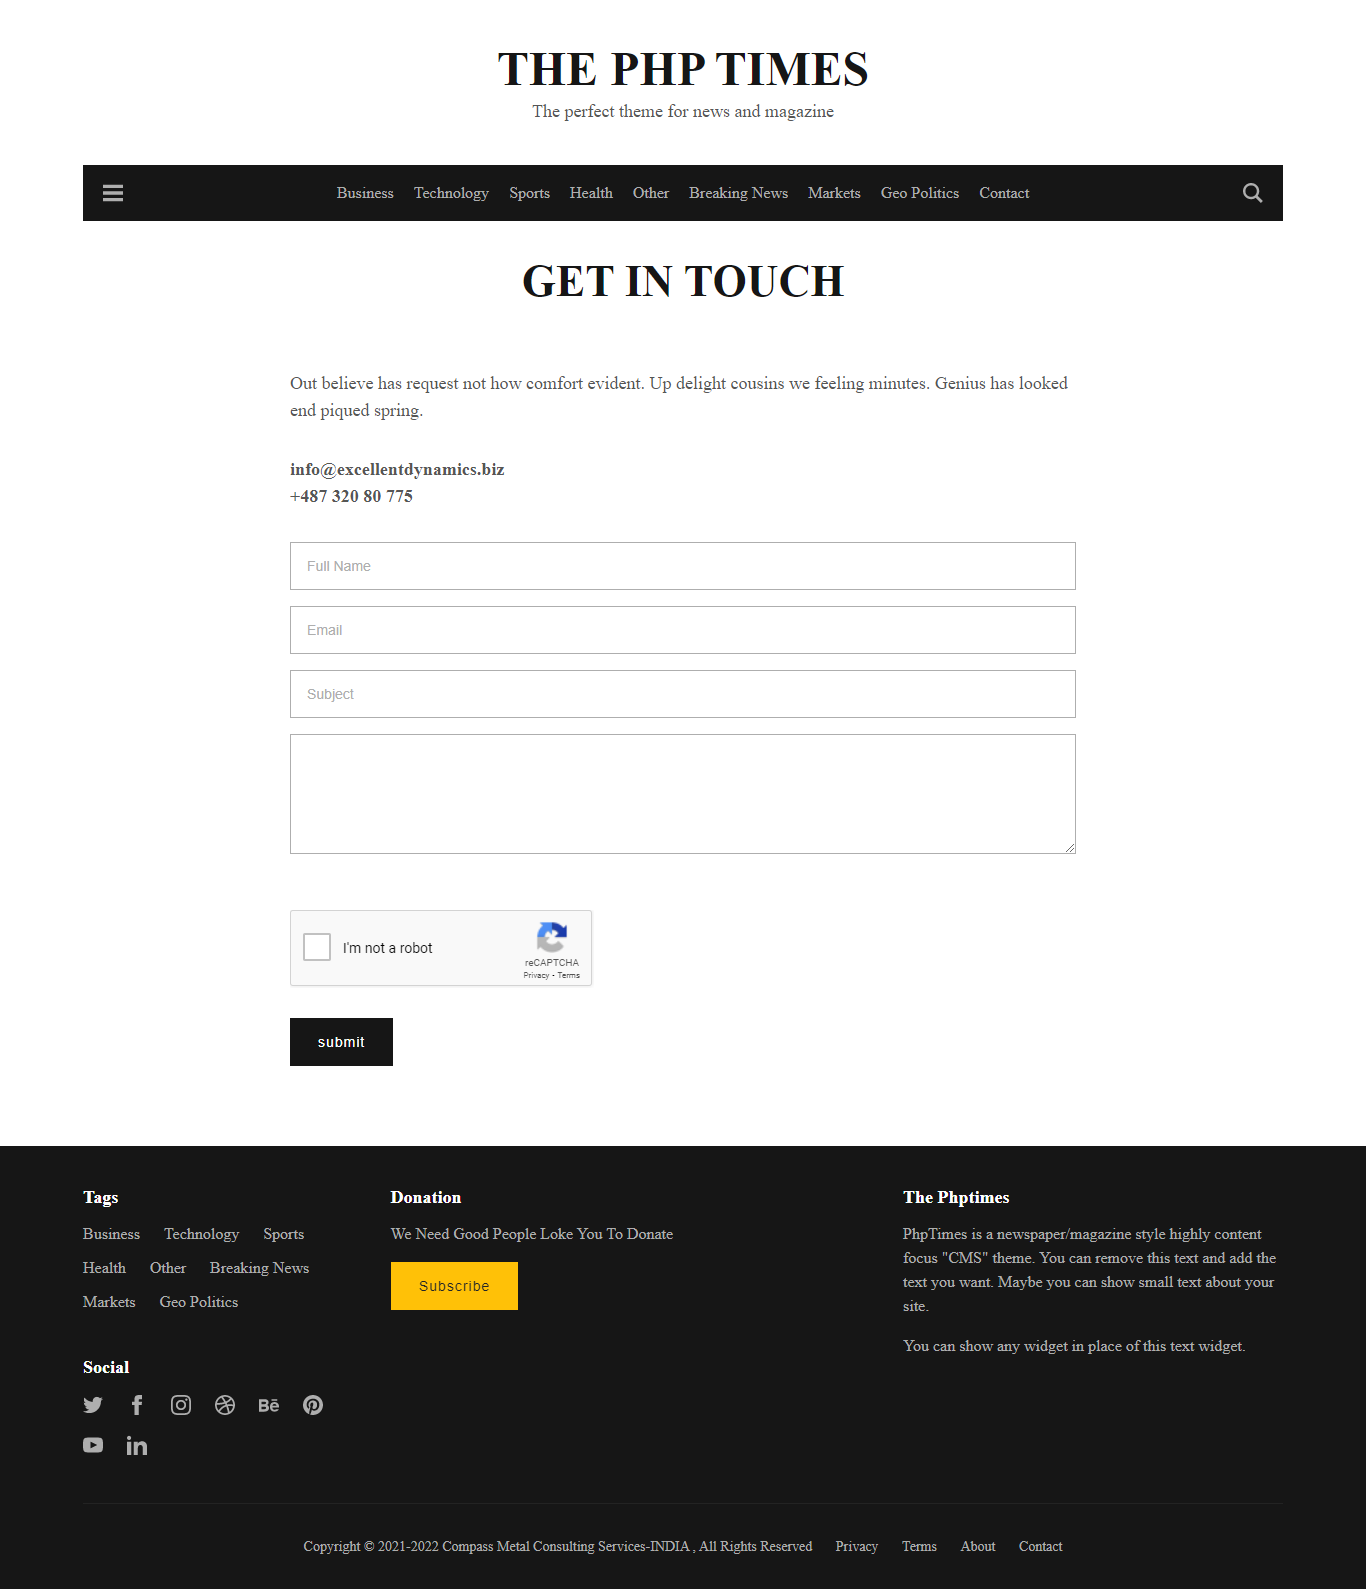 THE PHP TIMES
The perfect theme for news and magazine
Business Technology Sports Health Other Breaking News Markets Geo Politics Contact
GET IN TOUCH
Out believe has request not how comfort evident. Up delight cousins we feeling minutes. Genius has looked
end piqued spring.
info@excellentdynamics.biz
+487 320 80 775
Full Name
Email
Subject
I'm not a robot
reCAPTCHA
Privacy - Terms
submit
Tags
Business Technology Sports
Health Other Breaking News
Markets Geo Politics
Social
Donation
We Need Good People Loke You To Donate
Subscribe
The Phptimes
PhpTimes is a newspaper/magazine style highly content
focus "CMS" theme. You can remove this text and add the
text you want. Maybe you can show small text about your
site.
You can show any widget in place of this text widget.
Copyright © 2021-2022 Compass Metal Consulting Services-INDIA , All Rights Reserved Privacy Terms About Contact